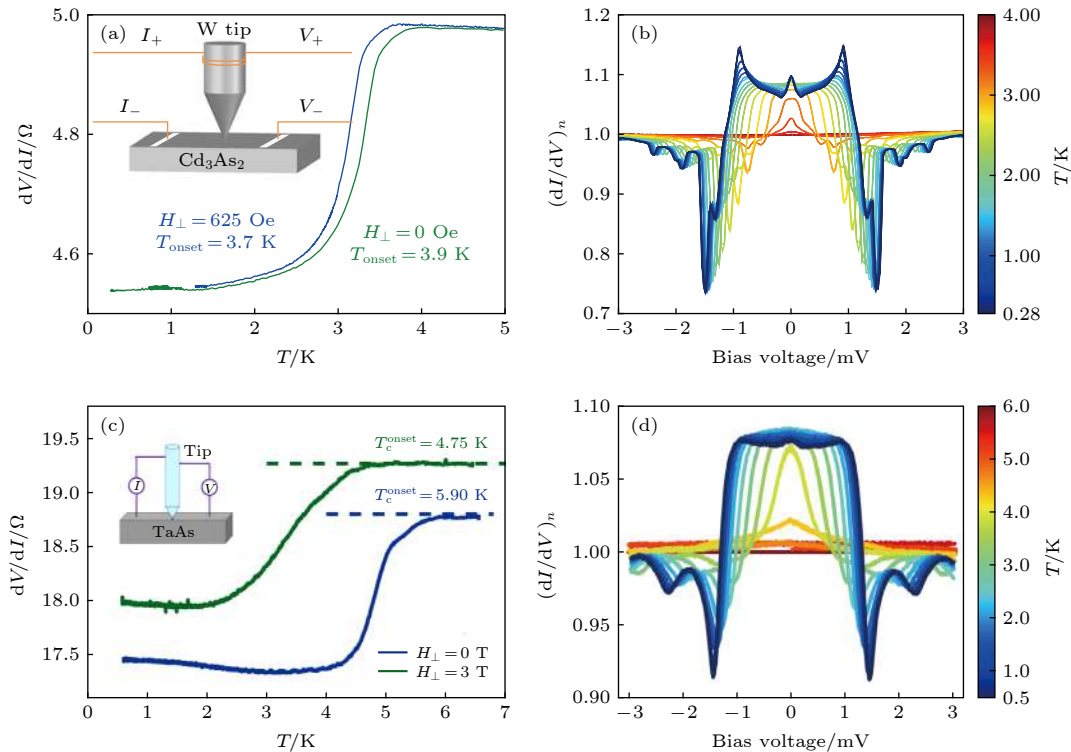 (a)
I+
W tip
V+
I−
V−
Cd3As2
H⊥ = 625 Oe
Tonset = 3.7 K
H⊥ = 0 Oe
Tonset = 3.9 K
5.0
4.8
4.6
dV/dI/Ω
0 1 2 3 4 5
T/K
(b)
1.2
1.1
1.0
0.9
0.8
0.7
(dI/dV)n
−3 −2 −1 0 1 2 3
Bias voltage/mV
4.00
3.00
2.00
1.00
0.28
T/K
(c)
Tc onset = 4.75 K
Tc onset = 5.90 K
Tip
I
V
TaAs
H⊥ = 0 T
H⊥ = 3 T
19.5
19.0
18.5
18.0
17.5
dV/dI/Ω
0 1 2 3 4 5 6 7
T/K
(d)
1.10
1.05
1.00
0.95
0.90
(dI/dV)n
−3 −2 −1 0 1 2 3
Bias voltage/mV
6.0
5.0
4.0
3.0
2.0
1.0
0.5
T/K